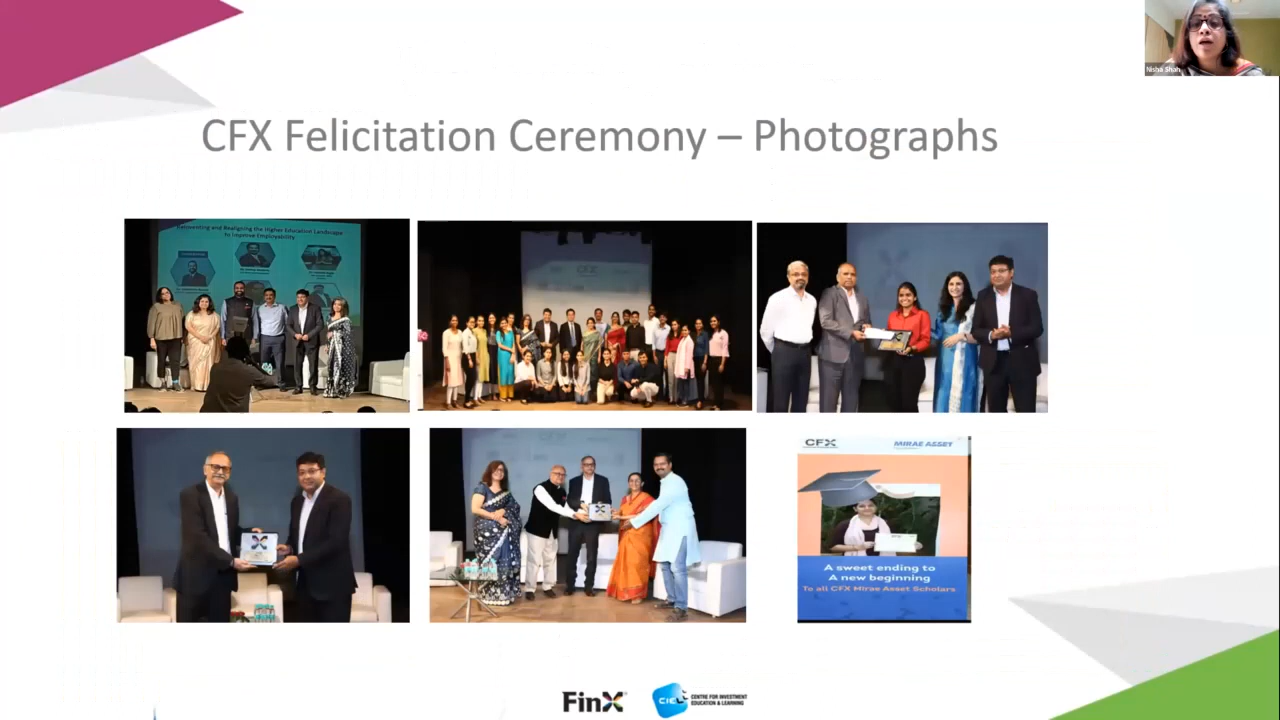 Nisha Shah
CFX Felicitation Ceremony – Photographs
Reinventing and Realigning the Higher Education Landscape
to Improve Employability
CFX
CFX
MIRAE ASSET
A sweet ending to
A new beginning
To all CFX Mirae Asset Scholars
FinX
CIEL
CENTRE FOR INVESTMENT
EDUCATION & LEARNING